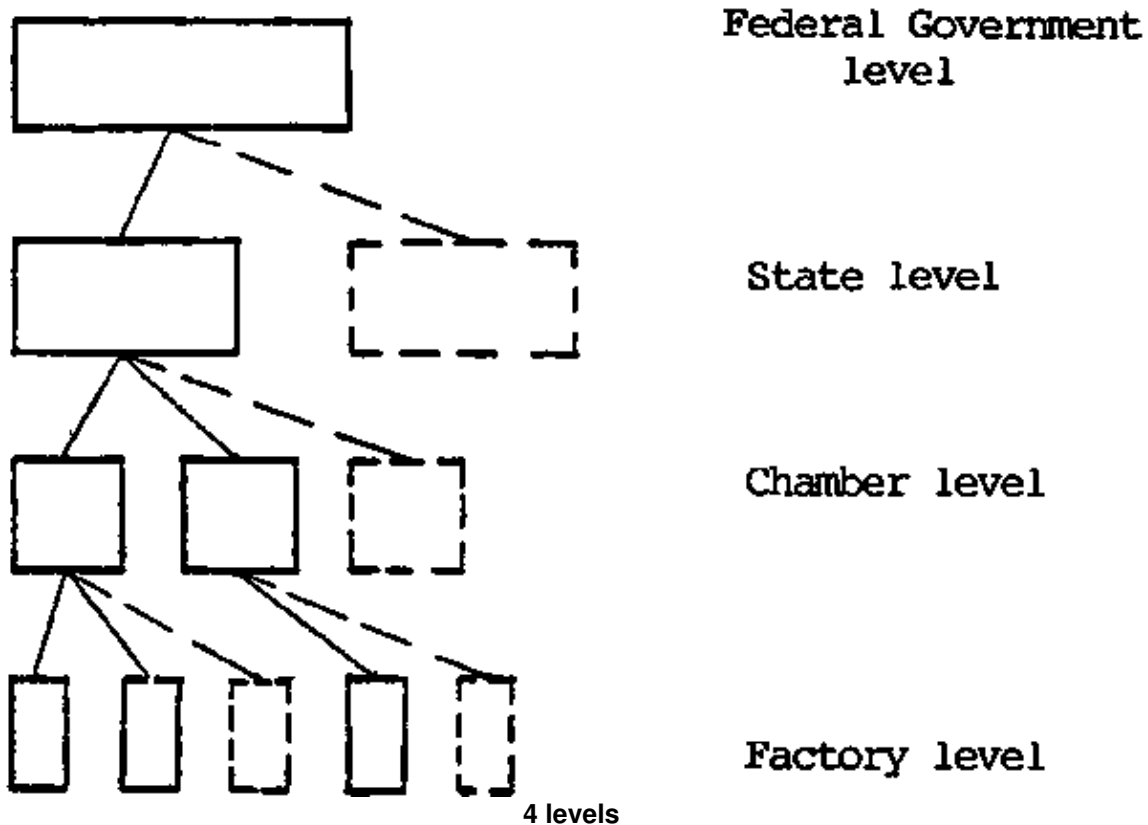 Federal Government
level
State level
Chamber level
Factory level
4 levels